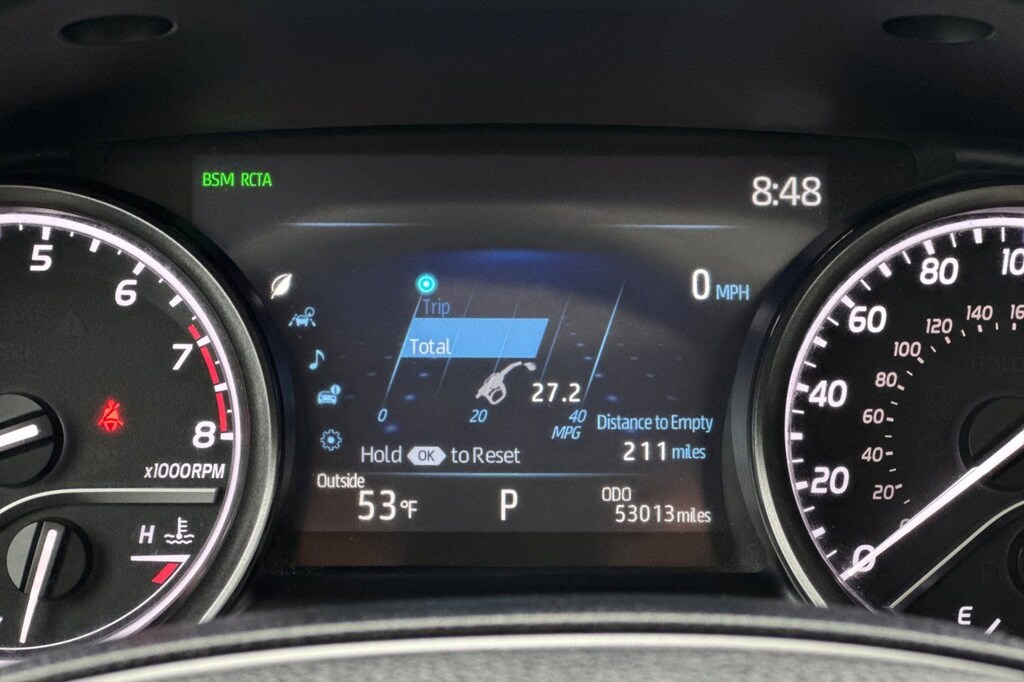 BSM RCTA
8:48
0 MPH
Trip
Total
27.2
0 20 40
MPG
Distance to Empty
211 miles
Hold OK to Reset
Outside
53°F
P
ODO
53013 miles
5
6
7
8
x1000RPM
H
80
60
40
20
0
140
120
100
80
60
40
20
E